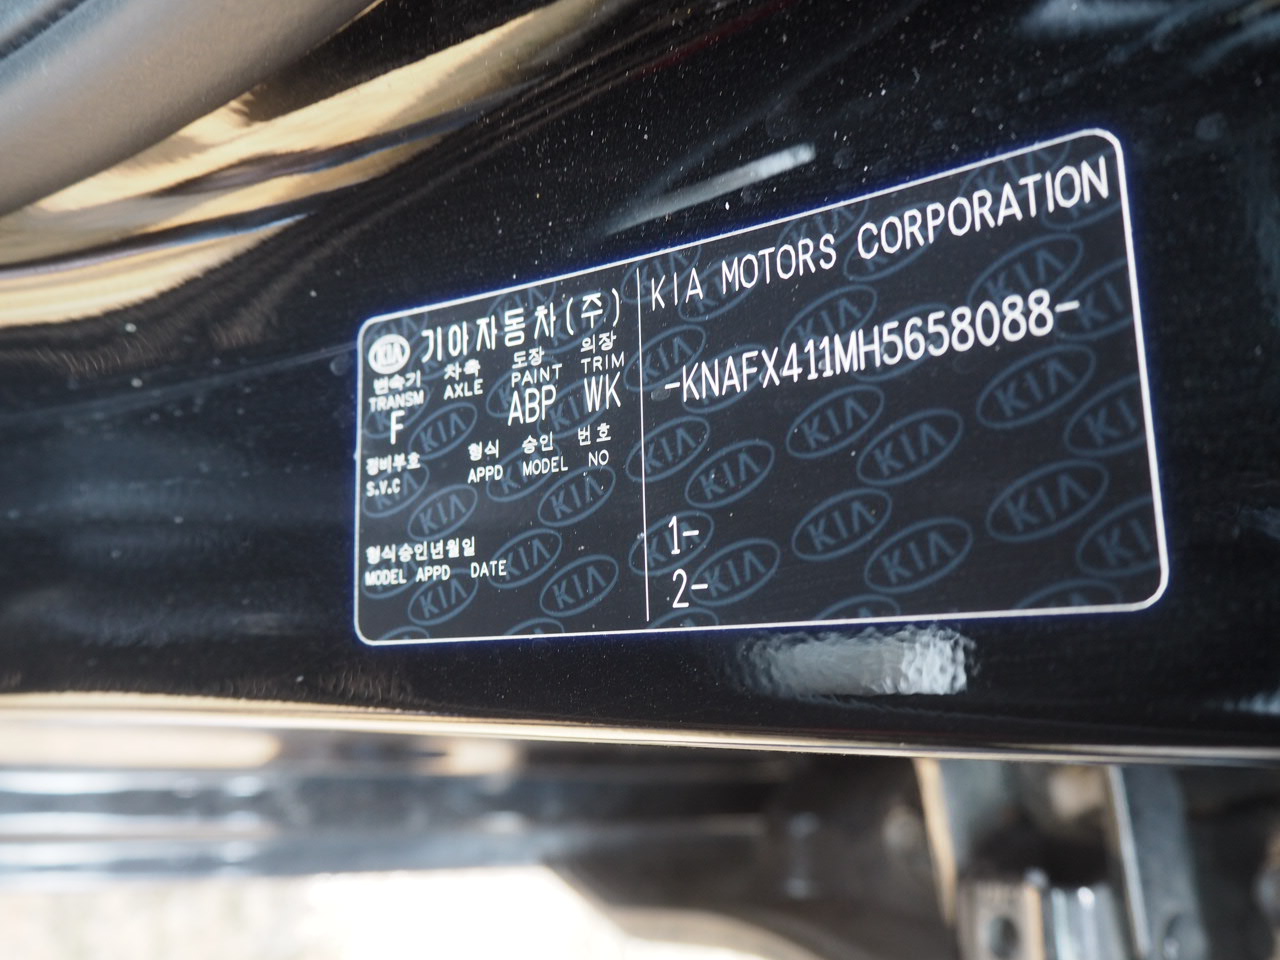 KIA 기아자동차(주)
변속기 차축 도장 의장
TRANSM AXLE PAINT TRIM
F ABP WK
정비부호 형식 승인 번호
S.V.C APPD MODEL NO
형식승인년월일
MODEL APPD DATE
KIA MOTORS CORPORATION
-KNAFX411MH5658088-
1-
2-